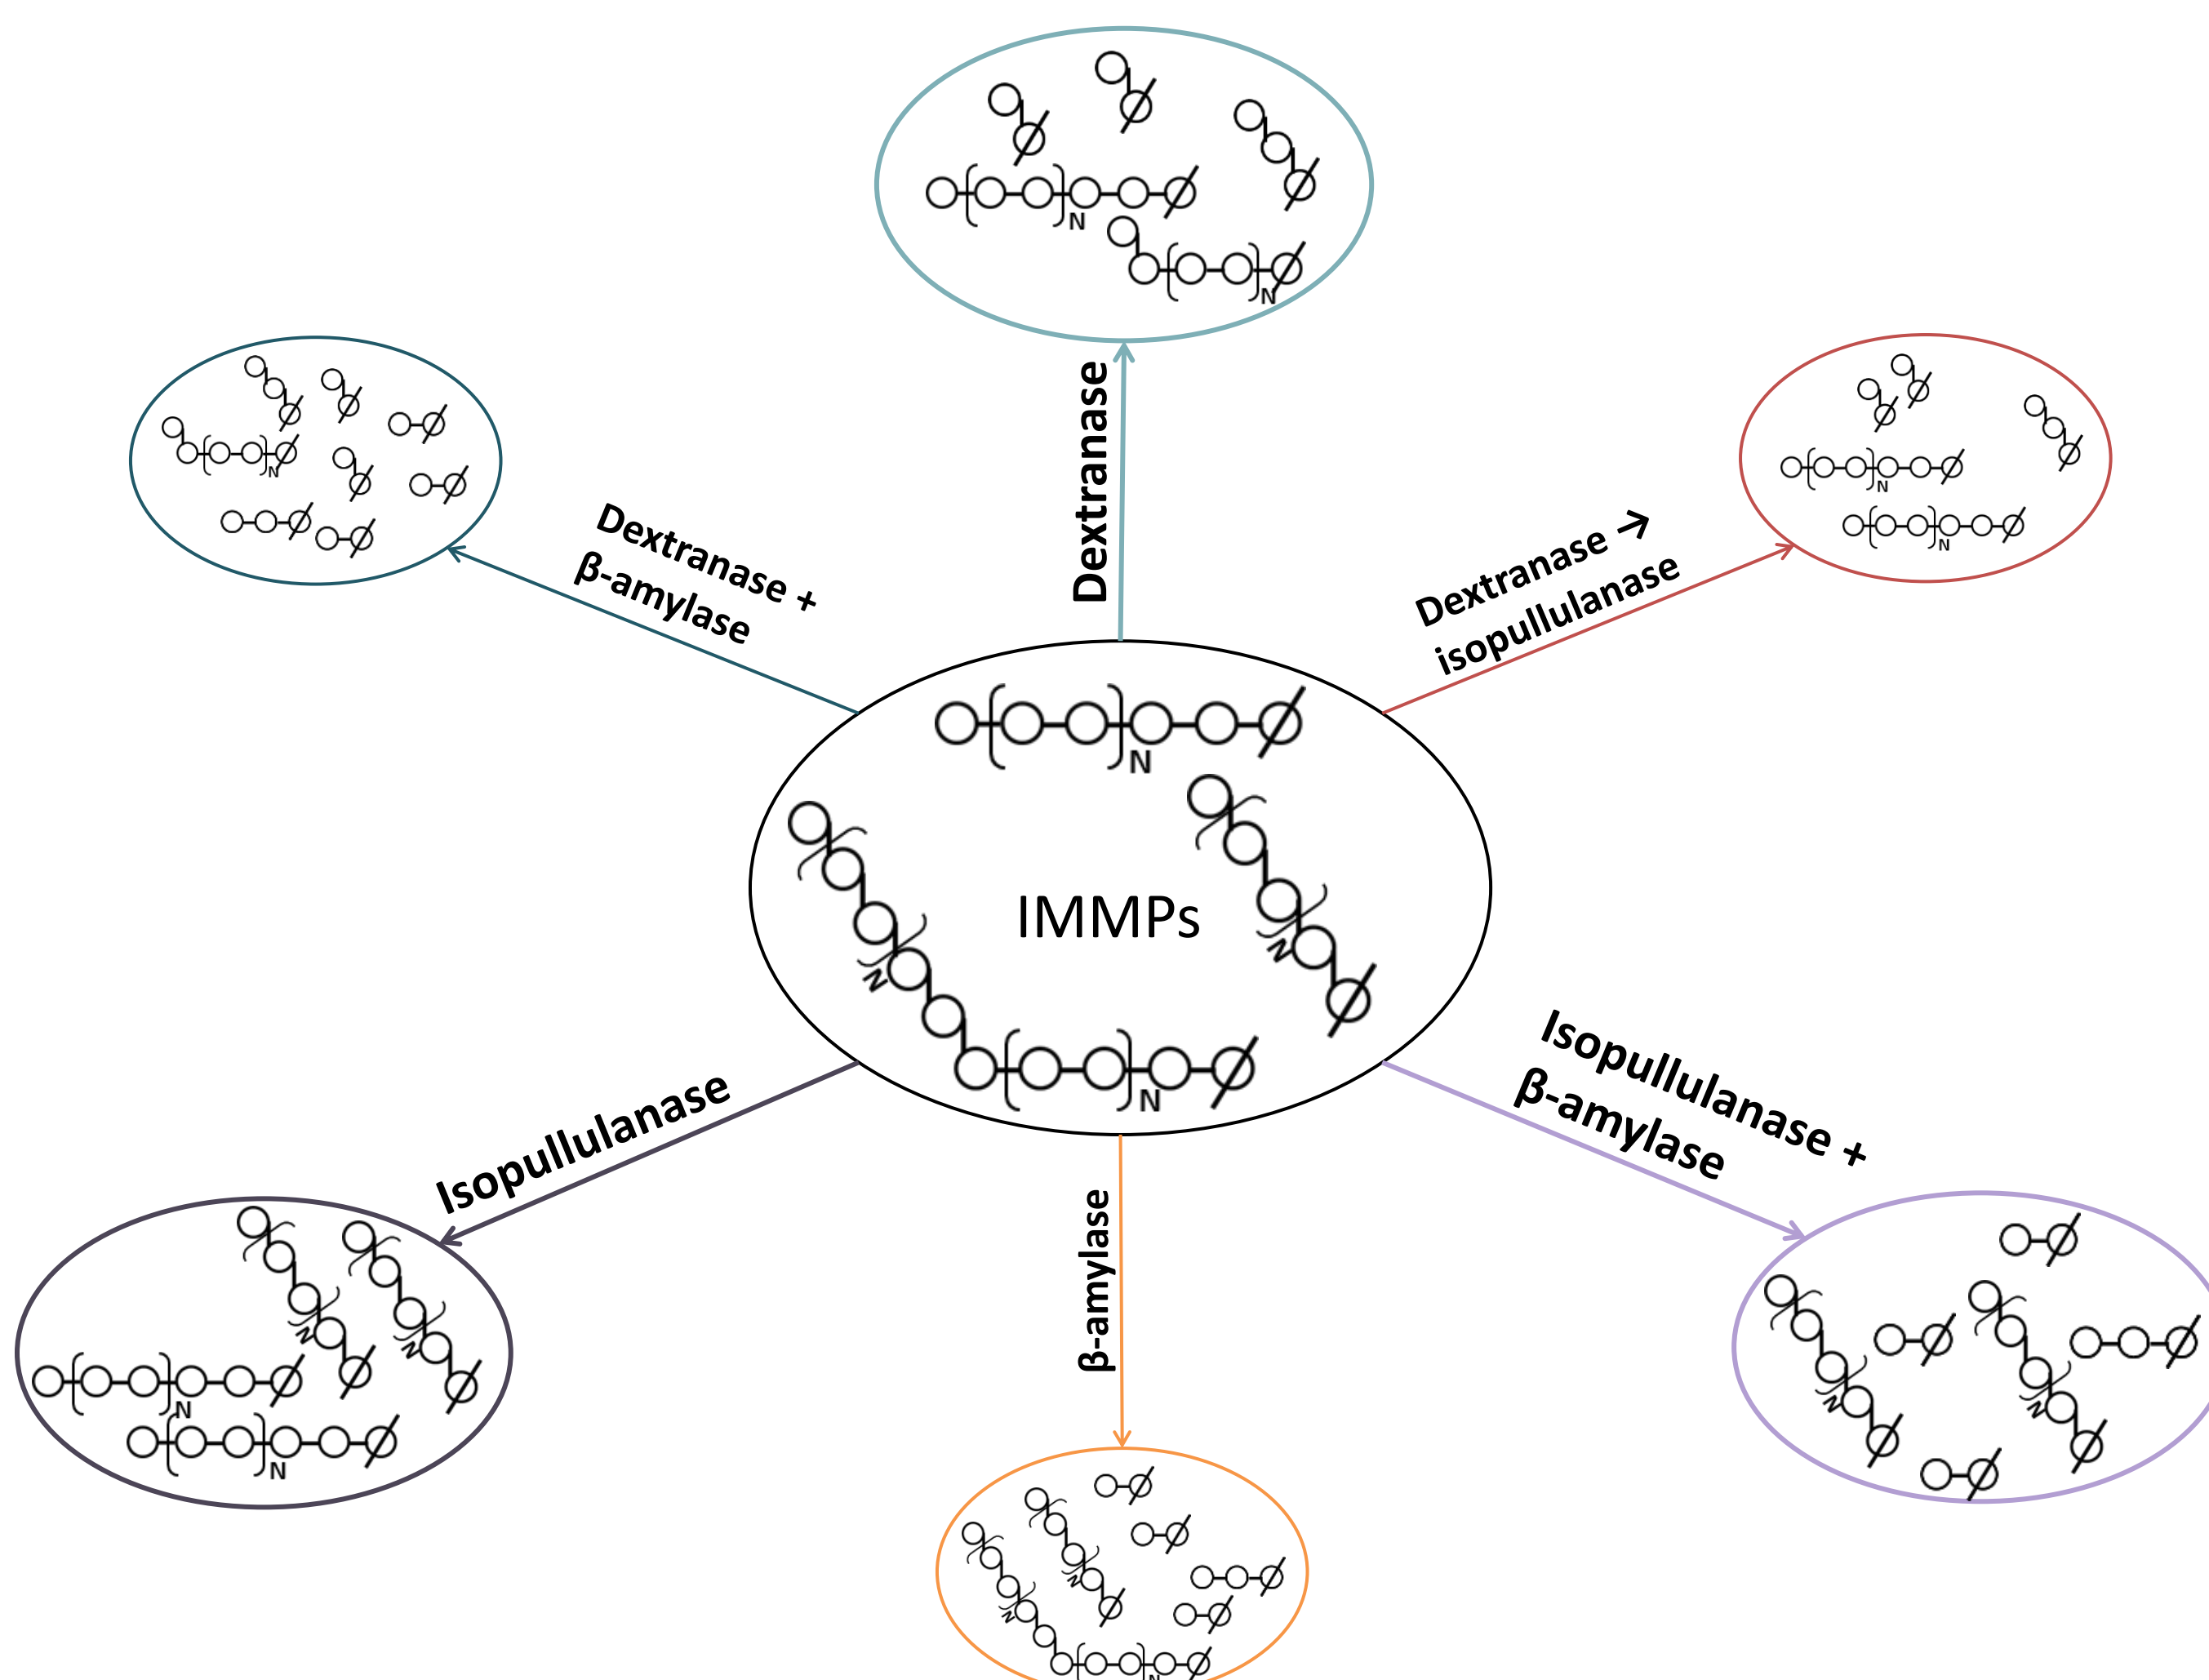 N
N
N
Dextranase
Dextranase +
β-amylase
N
Dextranase →
isopullulanase
N
N
N
N
IMMPs
N
N
Isopullulanase
N
N
N
N
β-amylase
N
N
N
Isopullulanase +
β-amylase
N
N